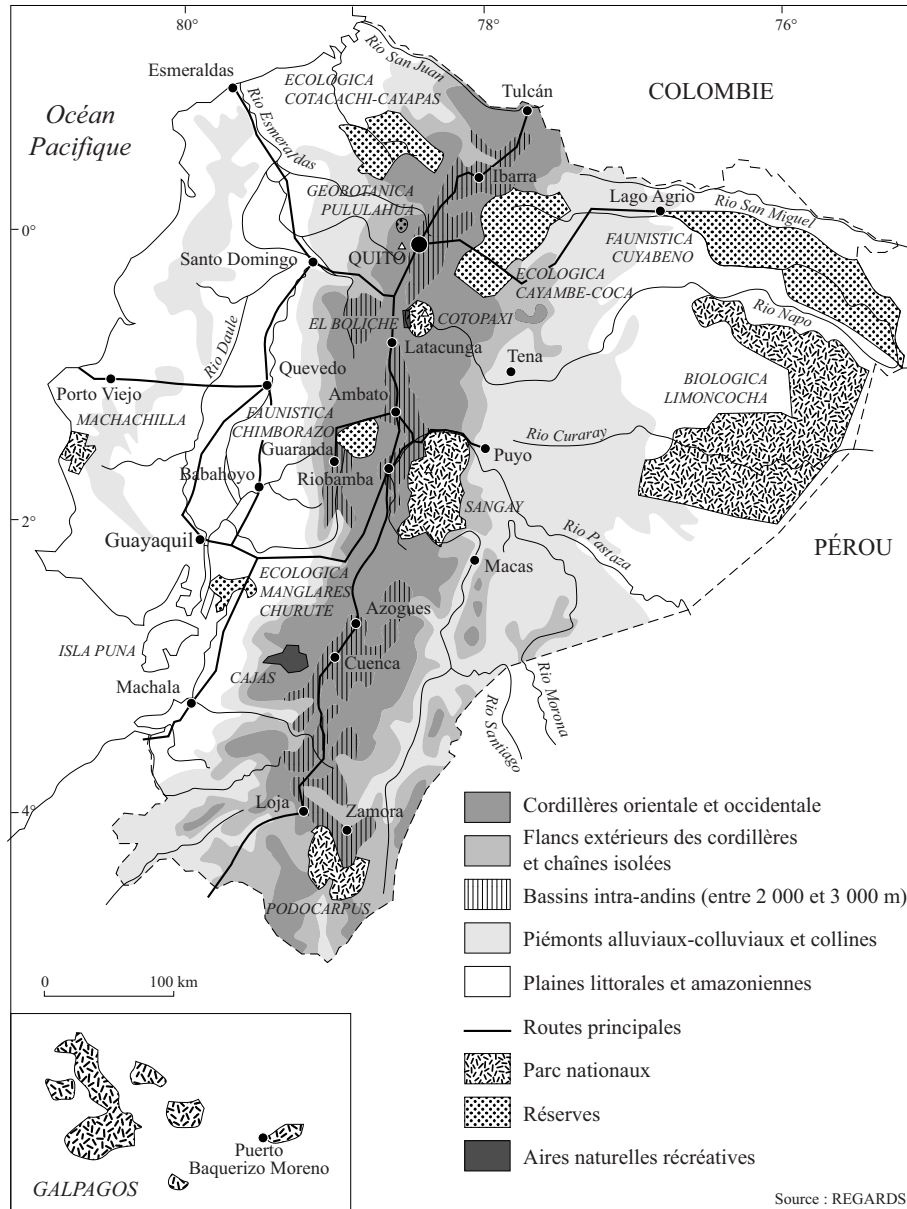 80°
78°
76°
Esmeraldas
ECOLOGICA
COTACACHI-CAYAPAS
Rio San Juan
Tulcán
COLOMBIE
Océan
Pacifique
Rio Esmeraldas
Ibarra
GEOBOTANICA
PULULAHUA
Lago Agrio
Rio San Miguel
0°
QUITO
FAUNISTICA
CUYABENO
Santo Domingo
ECOLOGICA
CAYAMBE-COCA
Rio Napo
EL BOLICHE
COTOPAXI
Rio Daule
Latacunga
Tena
Quevedo
BIOLOGICA
LIMONCOCHA
Porto Viejo
Ambato
MACHACHILLA
FAUNISTICA
CHIMBORAZO
Guaranda
Rio Curaray
Puyo
Babahoyo
Riobamba
SANGAY
2°
Guayaquil
Rio Pastaza
PÉROU
Macas
ECOLOGICA
MANGLARES
CHURUTE
Azogues
ISLA PUNA
CAJAS
Cuenca
Machala
Rio Morona
Rio Santiago
4°
Loja
Zamora
PODOCARPUS
Cordillères orientale et occidentale
Flancs extérieurs des cordillères
et chaînes isolées
Bassins intra-andins (entre 2 000 et 3 000 m)
Piémonts alluviaux-colluviaux et collines
Plaines littorales et amazoniennes
Routes principales
Parc nationaux
Réserves
Aires naturelles récréatives
0
100 km
Puerto
Baquerizo Moreno
GALPAGOS
Source : REGARDS